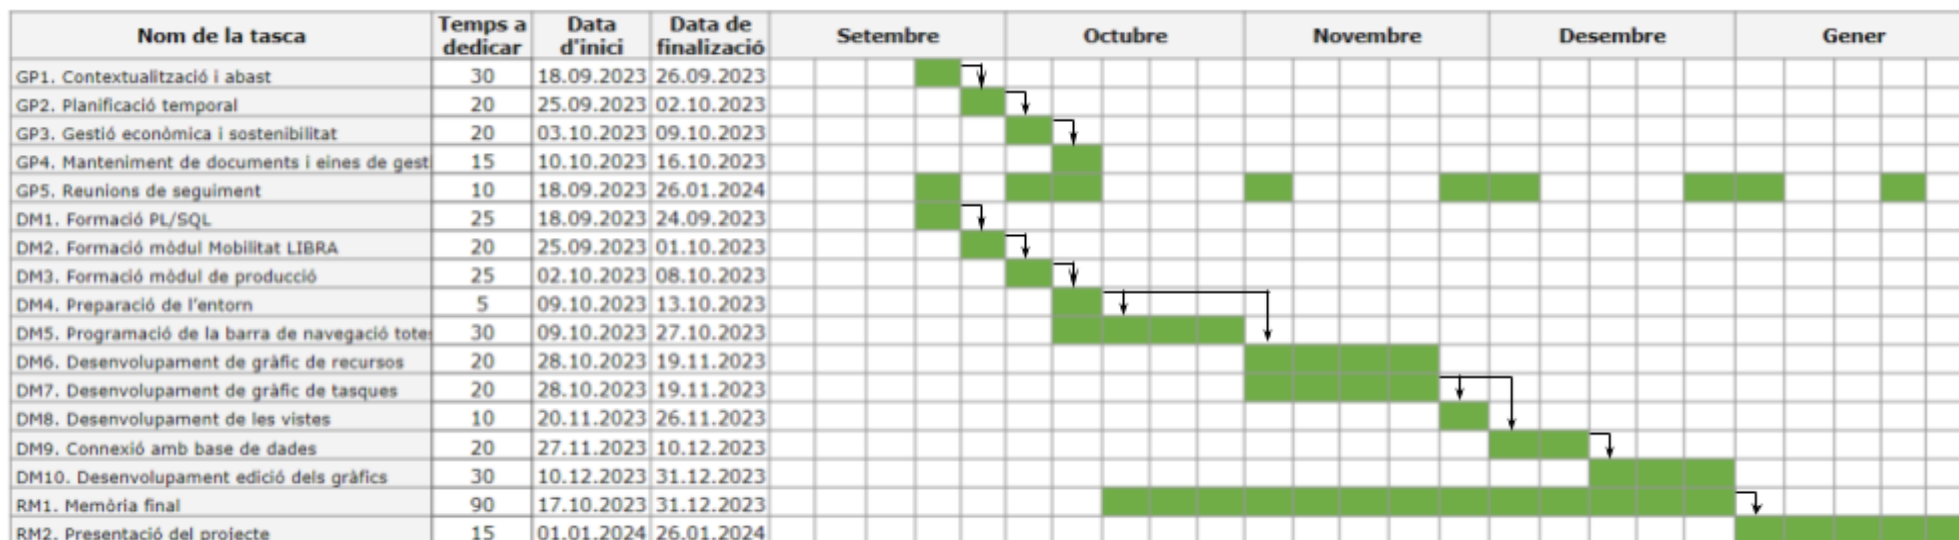 Nom de la tasca Temps a dedicar Data d'inici Data de finalizació Setembre Octubre Novembre Desembre Gener
GP1. Contextualització i abast 30 18.09.2023 26.09.2023
GP2. Planificació temporal 20 25.09.2023 02.10.2023
GP3. Gestió econòmica i sostenibilitat 20 03.10.2023 09.10.2023
GP4. Manteniment de documents i eines de gest 15 10.10.2023 16.10.2023
GP5. Reunions de seguiment 10 18.09.2023 26.01.2024
DM1. Formació PL/SQL 25 18.09.2023 24.09.2023
DM2. Formació mòdul Mobilitat LIBRA 20 25.09.2023 01.10.2023
DM3. Formació mòdul de producció 25 02.10.2023 08.10.2023
DM4. Preparació de l'entorn 5 09.10.2023 13.10.2023
DM5. Programació de la barra de navegació totes 30 09.10.2023 27.10.2023
DM6. Desenvolupament de gràfic de recursos 20 28.10.2023 19.11.2023
DM7. Desenvolupament de gràfic de tasques 20 28.10.2023 19.11.2023
DM8. Desenvolupament de les vistes 10 20.11.2023 26.11.2023
DM9. Connexió amb base de dades 20 27.11.2023 10.12.2023
DM10. Desenvolupament edició dels gràfics 30 10.12.2023 31.12.2023
RM1. Memòria final 90 17.10.2023 31.12.2023
RM2. Presentació del projecte 15 01.01.2024 26.01.2024